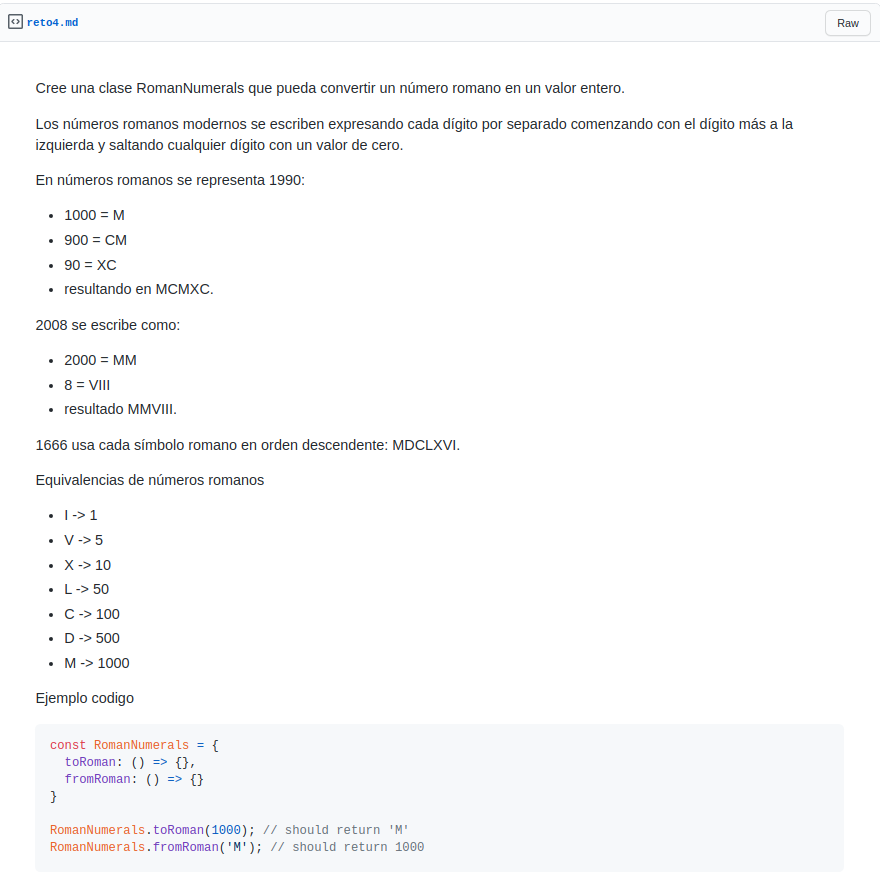 reto4.md
Raw
Cree una clase RomanNumerals que pueda convertir un número romano en un valor entero.
Los números romanos modernos se escriben expresando cada dígito por separado comenzando con el dígito más a la
izquierda y saltando cualquier dígito con un valor de cero.
En números romanos se representa 1990:
• 1000 = M
• 900 = CM
• 90 = XC
• resultando en MCMXC.
2008 se escribe como:
• 2000 = MM
• 8 = VIII
• resultado MMVIII.
1666 usa cada símbolo romano en orden descendente: MDCLXVI.
Equivalencias de números romanos
• I -> 1
• V -> 5
• X -> 10
• L -> 50
• C -> 100
• D -> 500
• M -> 1000
Ejemplo codigo
const RomanNumerals = {
  toRoman: () => {},
  fromRoman: () => {}
}
RomanNumerals.toRoman(1000); // should return 'M'
RomanNumerals.fromRoman('M'); // should return 1000